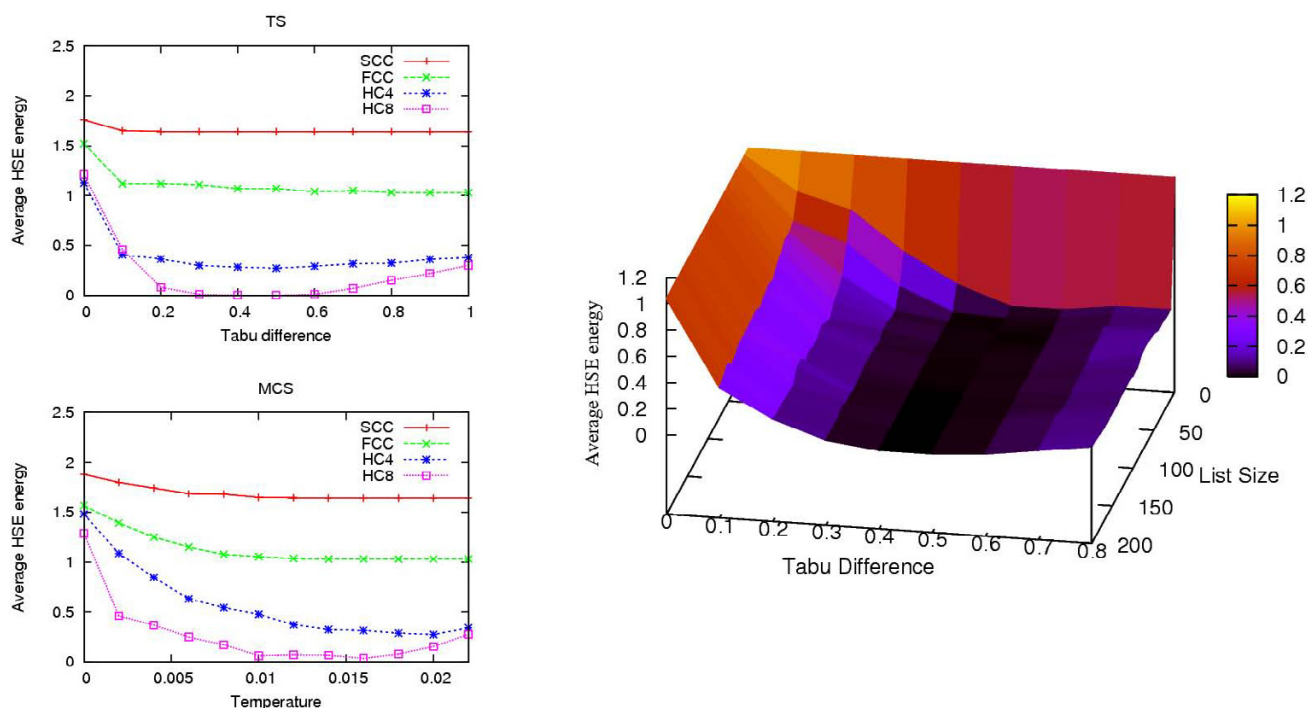 TS
2.5
2
1.5
1
0.5
0
Average HSE energy
SCC
FCC
HC4
HC8
0 0.2 0.4 0.6 0.8 1
Tabu difference
MCS
2.5
2
1.5
1
0.5
0
Average HSE energy
SCC
FCC
HC4
HC8
0 0.005 0.01 0.015 0.02
Temperature
1.2
1
0.8
0.6
0.4
0.2
0
Average HSE energy
0 0.1 0.2 0.3 0.4 0.5 0.6 0.7 0.8
Tabu Difference
0
50
100
150
200
List Size
1.2
1
0.8
0.6
0.4
0.2
0